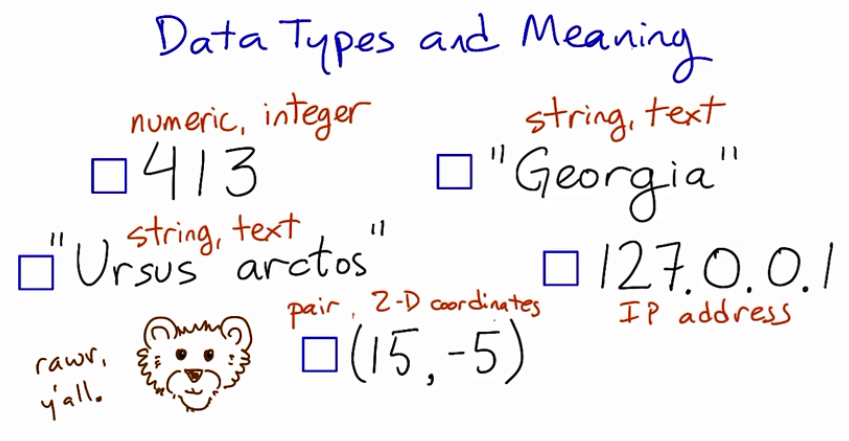 Data Types and Meaning
numeric, integer
413
string, text
"Georgia"
string, text
"Ursus arctos"
127.0.0.1
IP address
pair, 2-D coordinates
(15,-5)
rawr,
y'all.